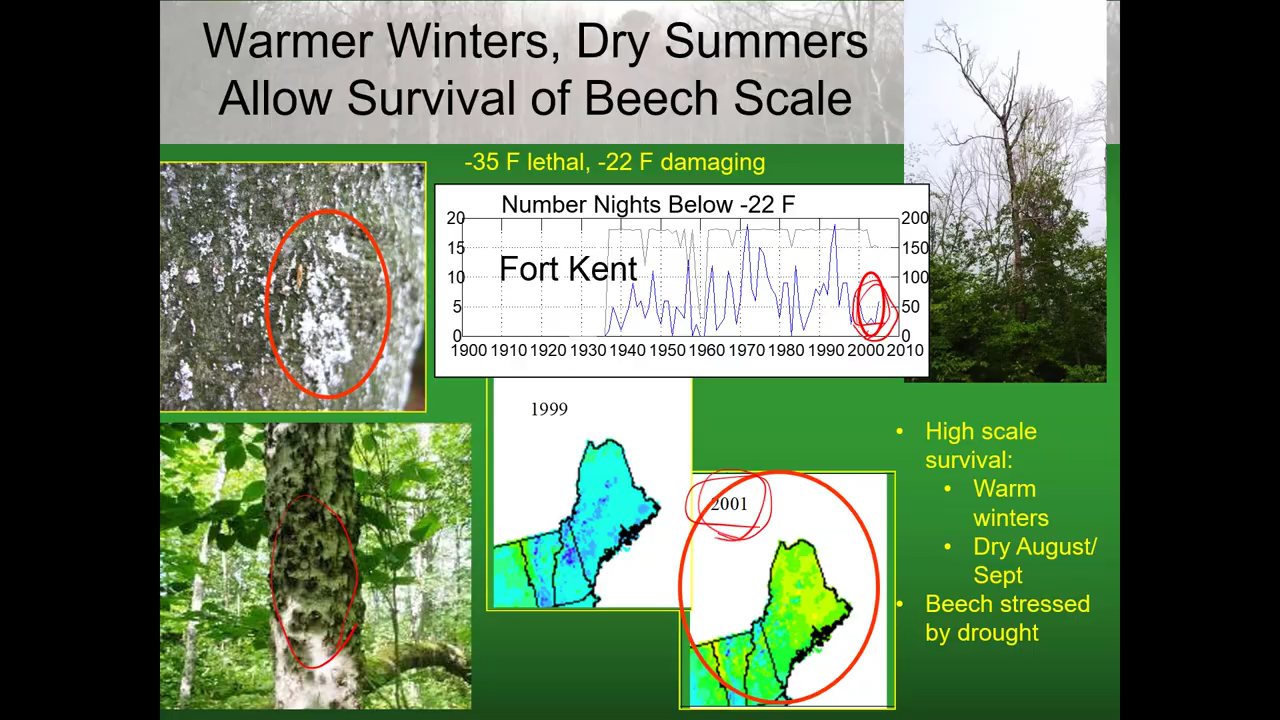 Warmer Winters, Dry Summers
Allow Survival of Beech Scale
-35 F lethal, -22 F damaging
Number Nights Below -22 F
20
15
10
5
0
Fort Kent
200
150
100
50
0
1900 1910 1920 1930 1940 1950 1960 1970 1980 1990 2000 2010
1999
2001
• High scale
survival:
• Warm
winters
• Dry August/
Sept
• Beech stressed
by drought